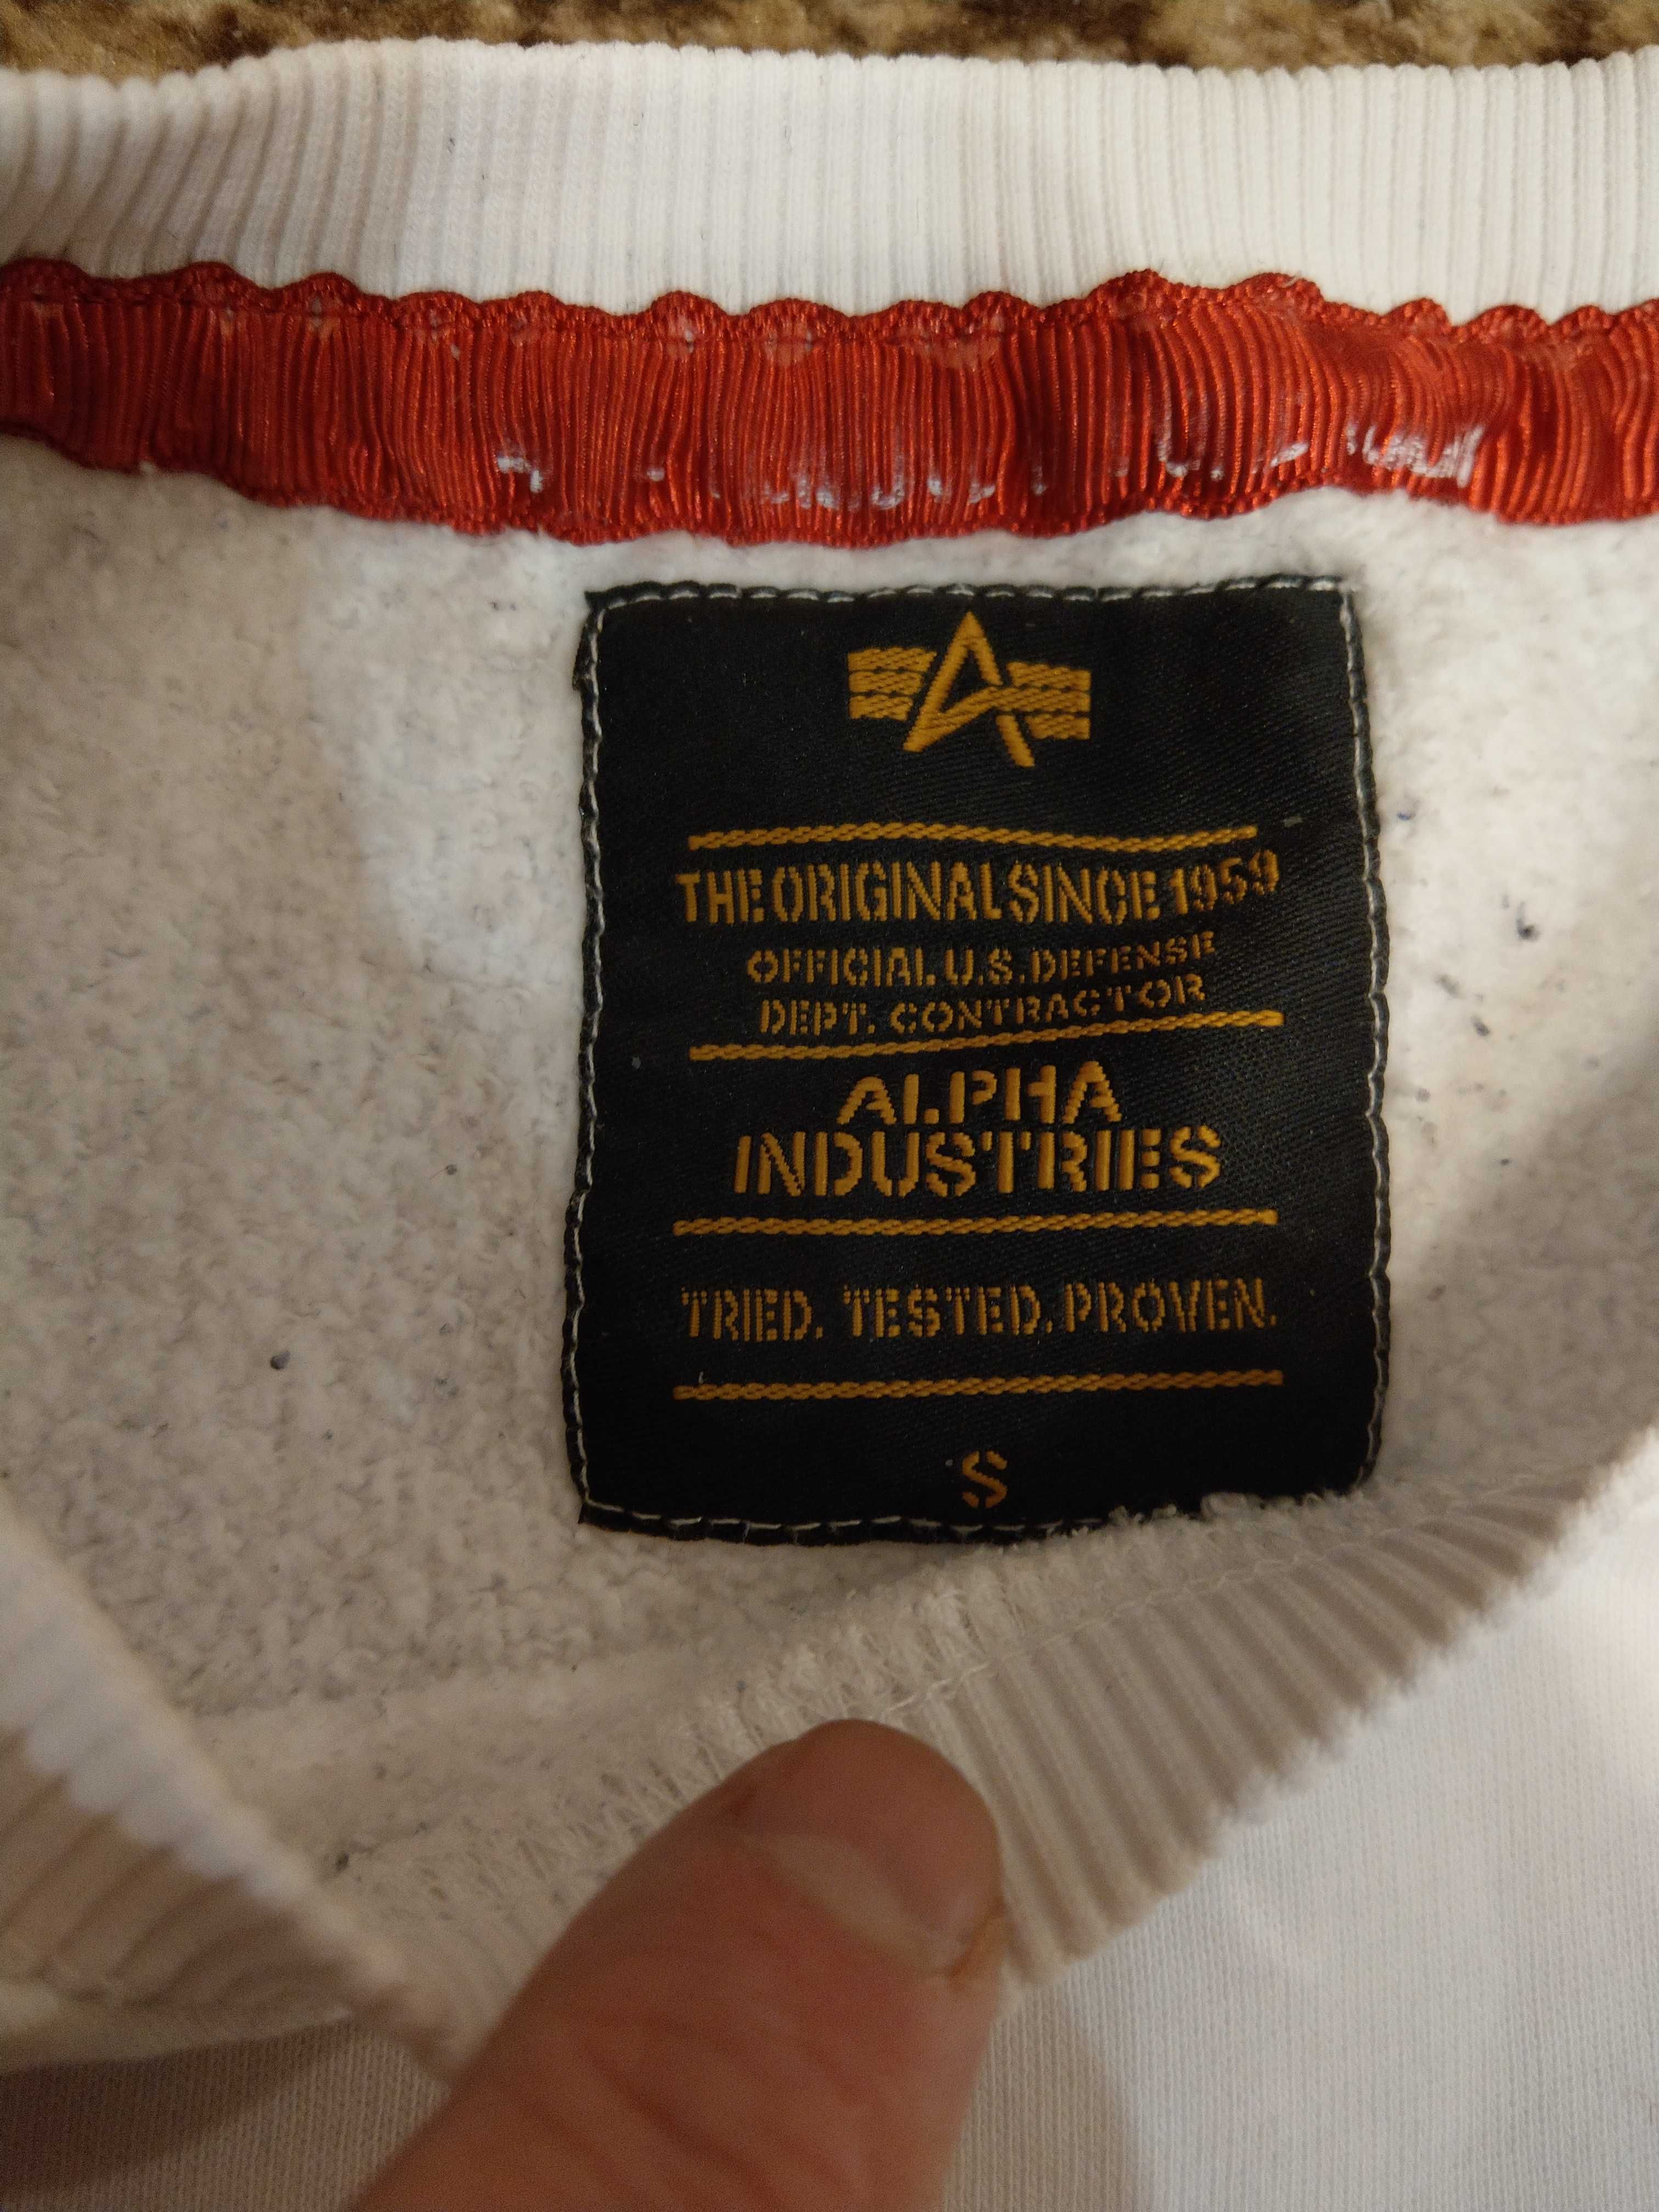 THE ORIGINAL SINCE 1959
OFFICIAL U.S. DEFENSE
DEPT. CONTRACTOR
ALPHA
INDUSTRIES
TRIED. TESTED. PROVEN.
S